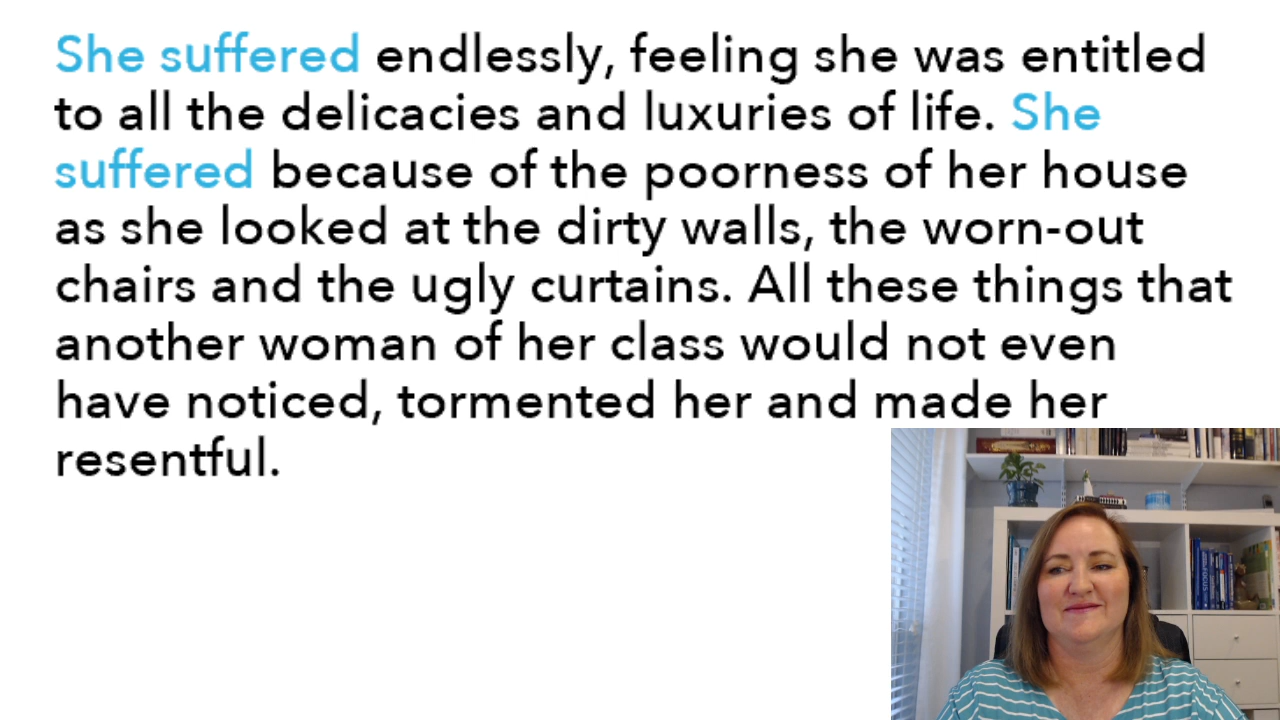 She suffered endlessly, feeling she was entitled
to all the delicacies and luxuries of life. She
suffered because of the poorness of her house
as she looked at the dirty walls, the worn-out
chairs and the ugly curtains. All these things that
another woman of her class would not even
have noticed, tormented her and made her
resentful.
FOCUS